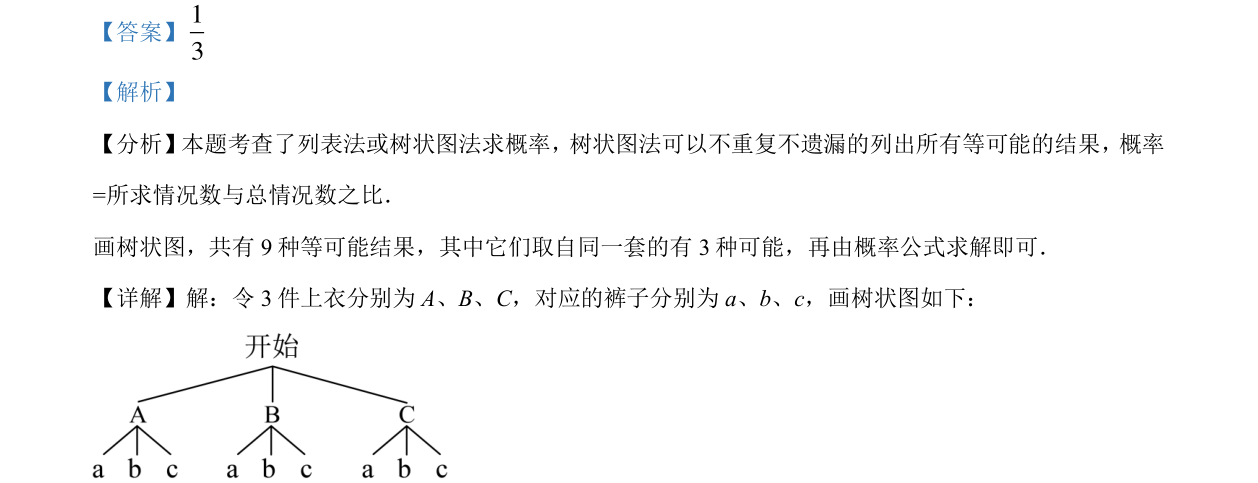 【答案】1/3
【解析】
【分析】本题考查了列表法或树状图法求概率，树状图法可以不重复不遗漏的列出所有等可能的结果，概率
=所求情况数与总情况数之比．
画树状图，共有 9 种等可能结果，其中它们取自同一套的有 3 种可能，再由概率公式求解即可．
【详解】解：令 3 件上衣分别为 A、B、C，对应的裤子分别为 a、b、c，画树状图如下：
开始
A B C
a b c a b c a b c